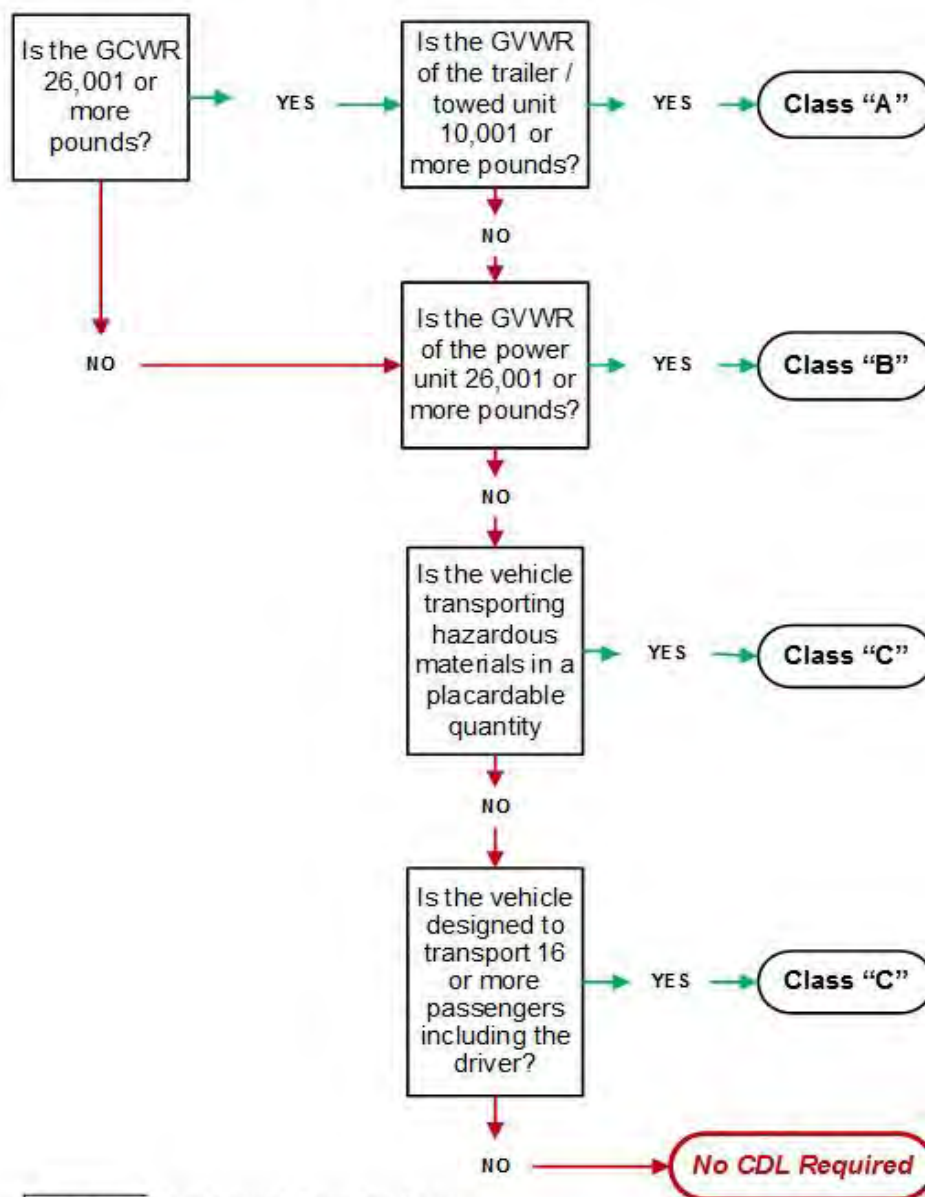 Is the GCWR
26,001 or
more
pounds?
YES
Is the GVWR
of the trailer /
towed unit
10,001 or
more pounds?
YES
Class “A”
NO
NO
Is the GVWR
of the power
unit 26,001 or
more pounds?
YES
Class “B”
NO
Is the vehicle
transporting
hazardous
materials in a
placardable
quantity
YES
Class “C”
NO
Is the vehicle
designed to
transport 16
or more
passengers
including the
driver?
YES
Class “C”
NO
No CDL Required